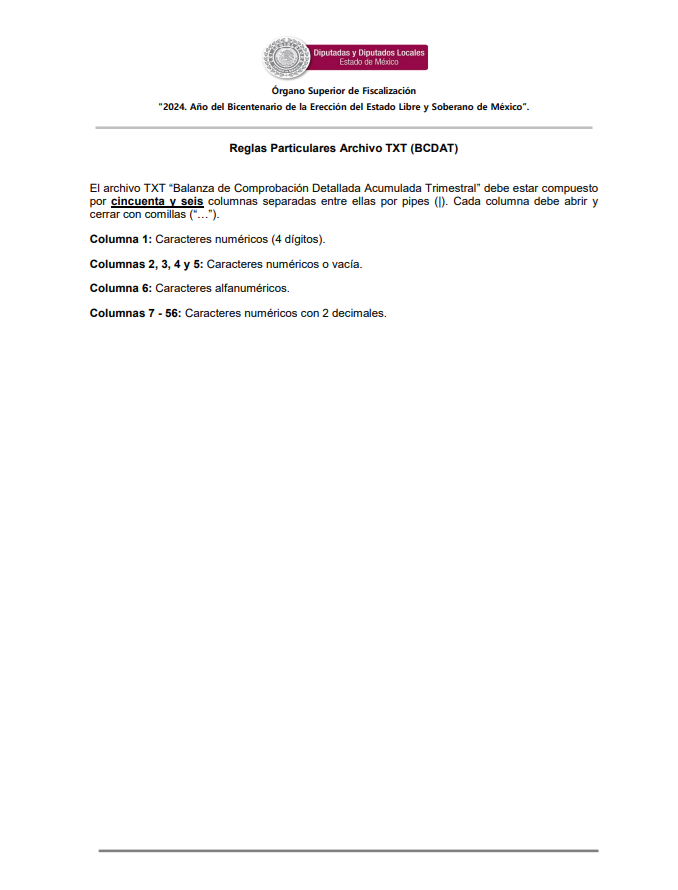 Diputadas y Diputados Locales
Estado de México
Órgano Superior de Fiscalización
"2024. Año del Bicentenario de la Erección del Estado Libre y Soberano de México".
Reglas Particulares Archivo TXT (BCDAT)
El archivo TXT “Balanza de Comprobación Detallada Acumulada Trimestral” debe estar compuesto
por cincuenta y seis columnas separadas entre ellas por pipes (|). Cada columna debe abrir y
cerrar con comillas (“…”).
Columna 1: Caracteres numéricos (4 dígitos).
Columnas 2, 3, 4 y 5: Caracteres numéricos o vacía.
Columna 6: Caracteres alfanuméricos.
Columnas 7 - 56: Caracteres numéricos con 2 decimales.